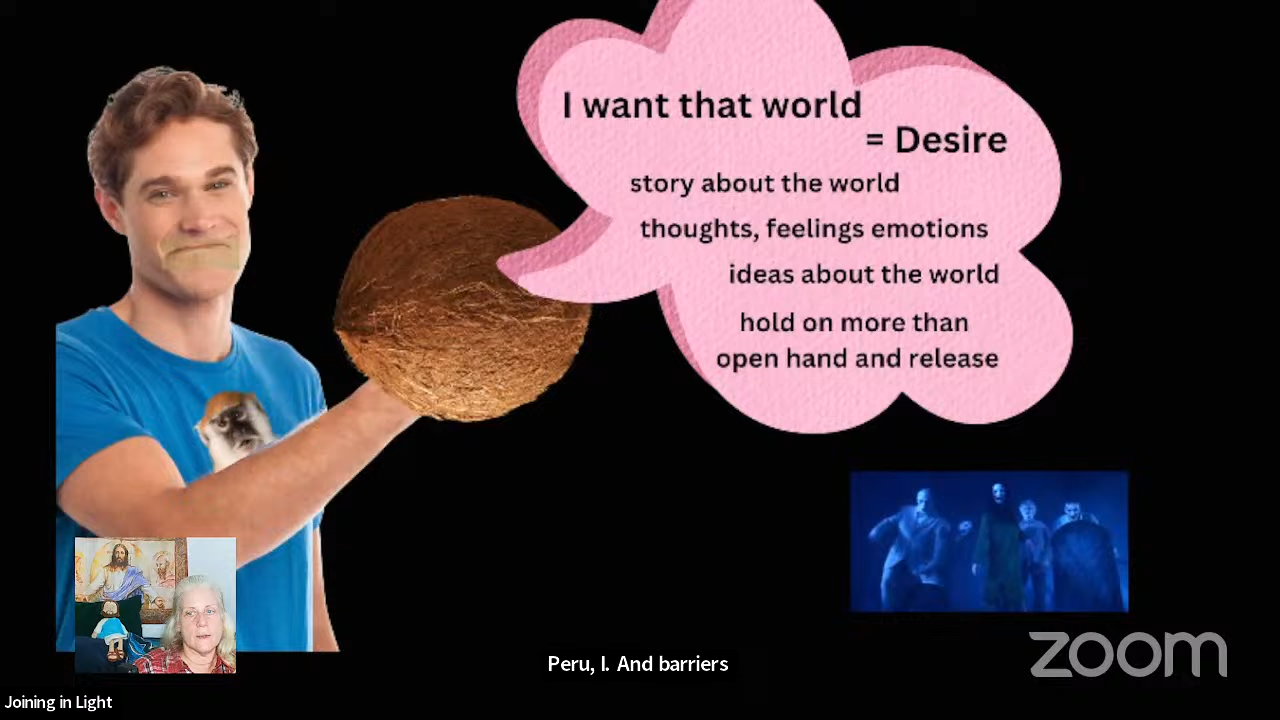 I want that world
= Desire
story about the world
thoughts, feelings emotions
ideas about the world
hold on more than
open hand and release
Peru, I. And barriers
zoom
Joining in Light